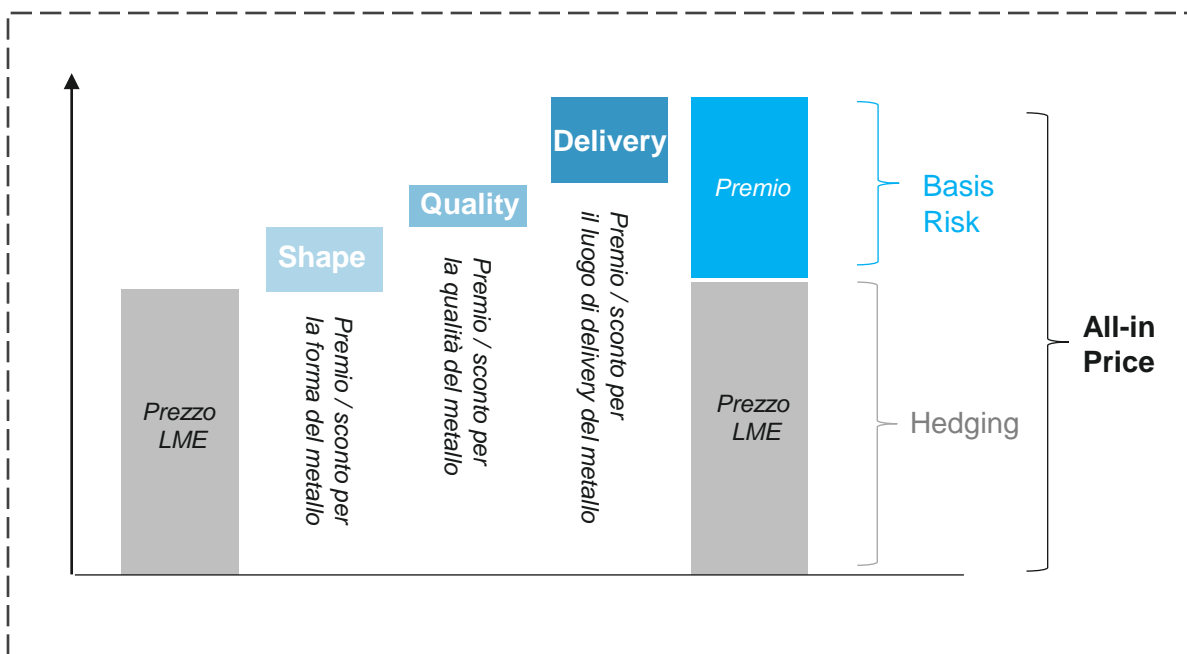 Prezzo
LME
Shape
Premio / sconto per
la forma del metallo
Quality
Premio / sconto per
la qualità del metallo
Delivery
Premio / sconto per
il luogo di delivery del metallo
Premio
Prezzo
LME
Basis
Risk
Hedging
All-in
Price